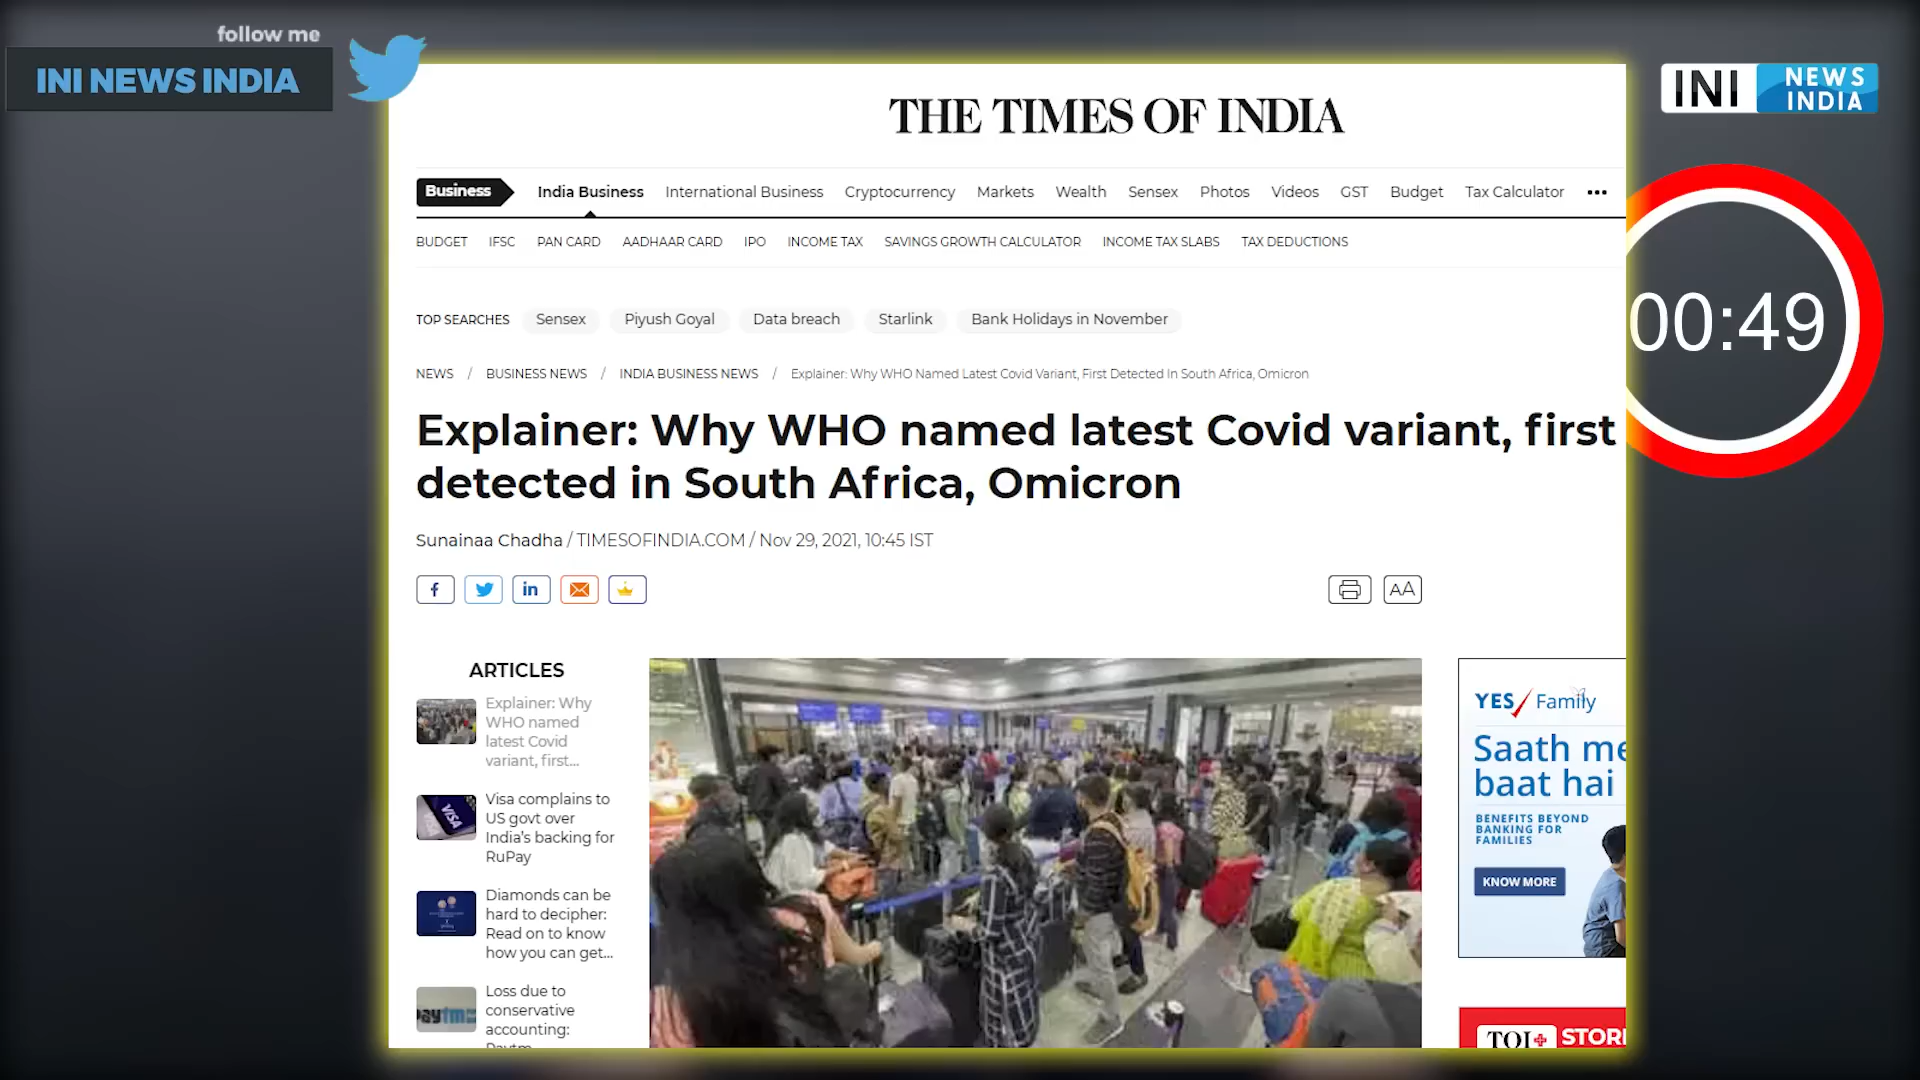 follow me
INI NEWS INDIA
INI NEWS INDIA
THE TIMES OF INDIA
Business India Business International Business Cryptocurrency Markets Wealth Sensex Photos Videos GST Budget Tax Calculator •••
BUDGET IFSC PAN CARD AADHAAR CARD IPO INCOME TAX SAVINGS GROWTH CALCULATOR INCOME TAX SLABS TAX DEDUCTIONS
00:49
TOP SEARCHES Sensex Piyush Goyal Data breach Starlink Bank Holidays in November
NEWS / BUSINESS NEWS / INDIA BUSINESS NEWS / Explainer: Why WHO Named Latest Covid Variant, First Detected In South Africa, Omicron
Explainer: Why WHO named latest Covid variant, first
detected in South Africa, Omicron
Sunainaa Chadha / TIMESOFINDIA.COM / Nov 29, 2021, 10:45 IST
f in AA
ARTICLES
Explainer: Why
WHO named
latest Covid
variant, first...
VISA
Visa complains to
US govt over
India's backing for
RuPay
Diamonds can be
hard to decipher:
Read on to know
how you can get...
paytm
Loss due to
conservative
accounting:
Paytm
YES Family
Saath me
baat hai
BENEFITS BEYOND
BANKING FOR
FAMILIES
KNOW MORE
TOI+ STORI